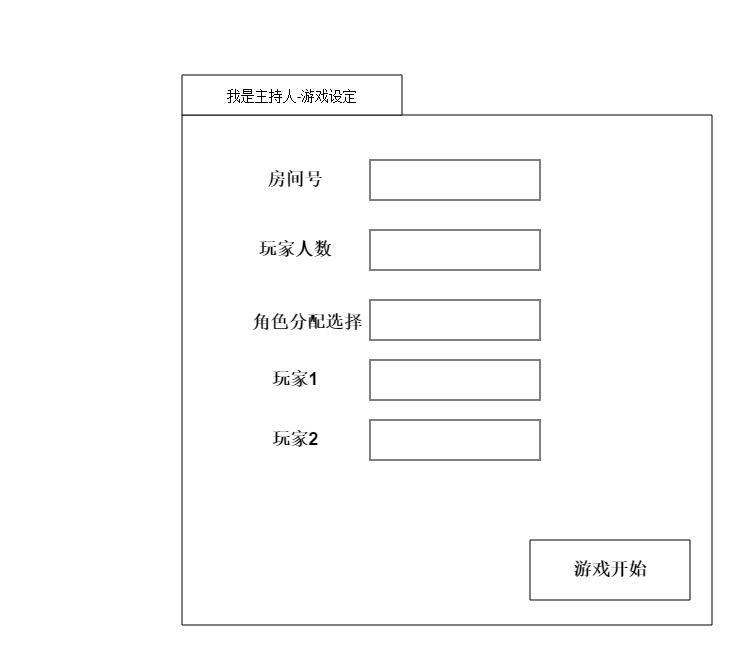 我是主持人-游戏设定
房间号
玩家人数
角色分配选择
玩家1
玩家2
游戏开始